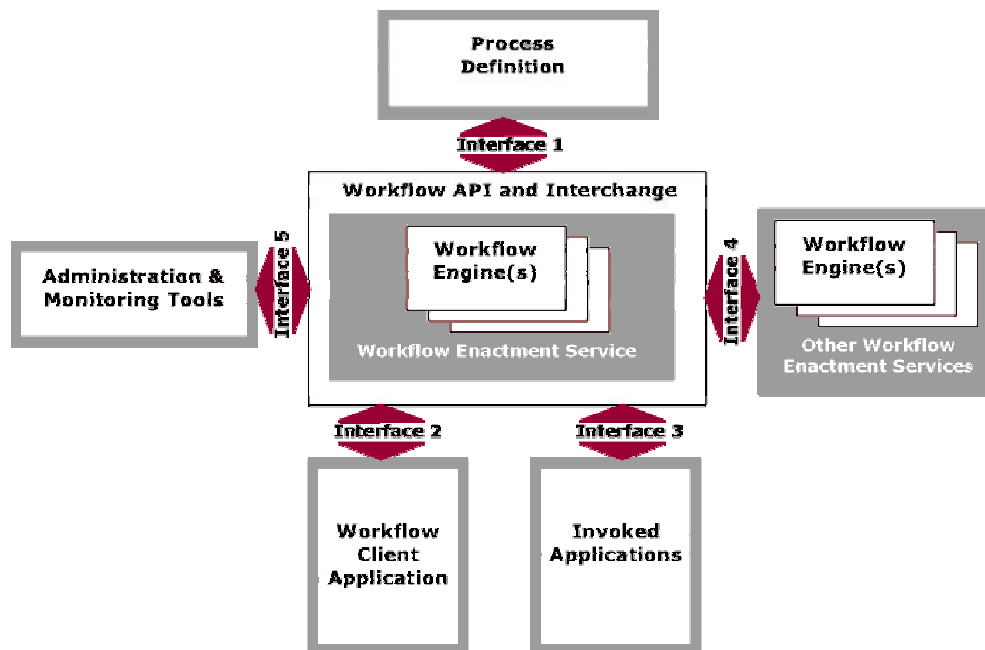 Process
Definition
Interface 1
Workflow API and Interchange
Workflow
Engine(s)
Workflow Enactment Service
Interface 5
Administration &
Monitoring Tools
Interface 4
Workflow
Engine(s)
Other Workflow
Enactment Services
Interface 2
Interface 3
Workflow
Client
Application
Invoked
Applications